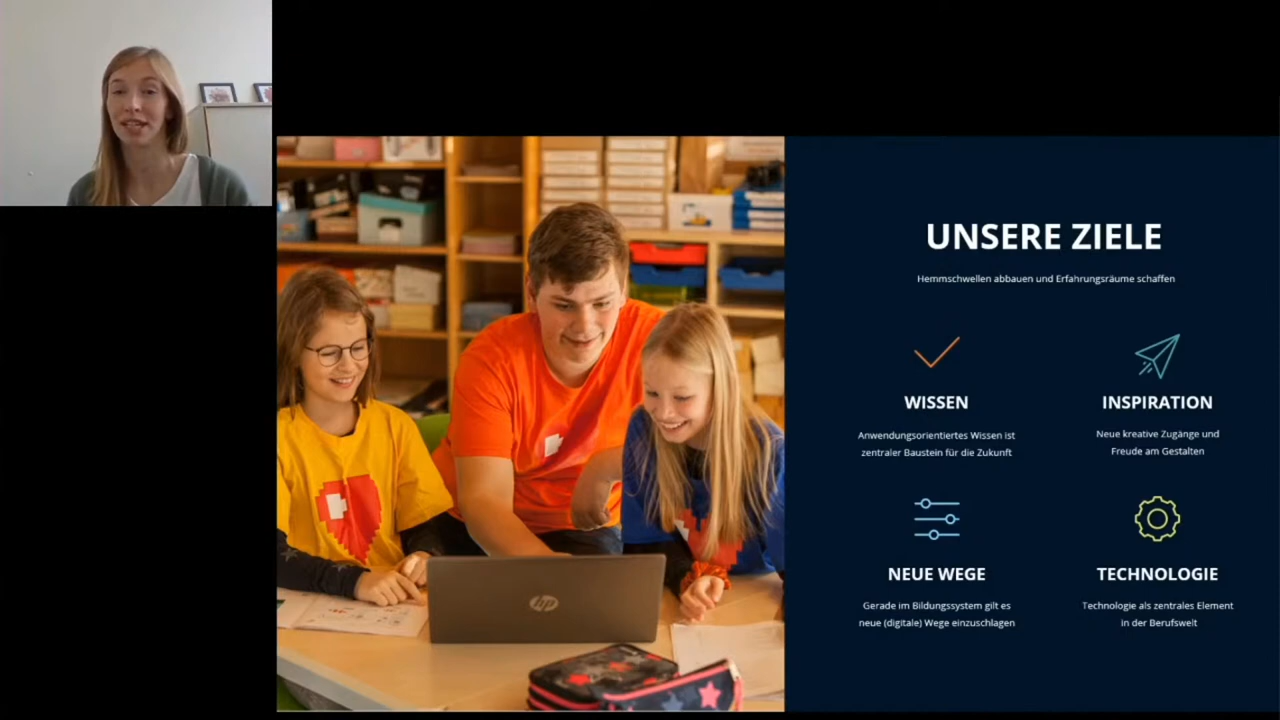 UNSERE ZIELE
Hemmschwellen abbauen und Erfahrungsräume schaffen
WISSEN
Anwendungsorientiertes Wissen ist
zentraler Baustein für die Zukunft
INSPIRATION
Neue kreative Zugänge und
Freude am Gestalten
NEUE WEGE
Gerade im Bildungssystem gilt es
neue (digitale) Wege einzuschlagen
TECHNOLOGIE
Technologie als zentrales Element
in der Berufswelt
hp